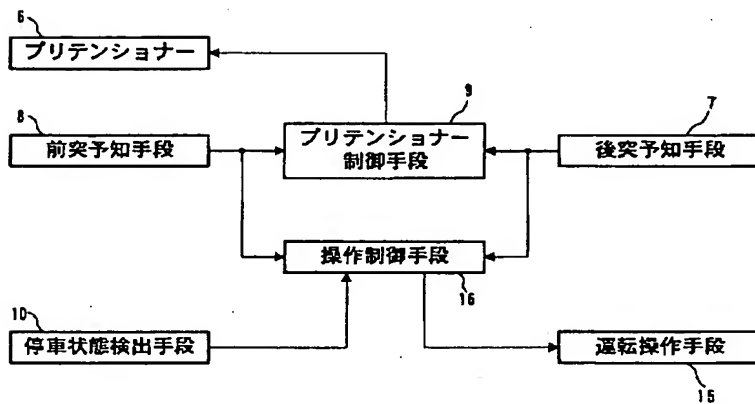 6
プリテンショナー
8
前突予知手段
9
プリテンショナー
制御手段
7
後突予知手段
操作制御手段
16
10
停車状態検出手段
運転操作手段
15